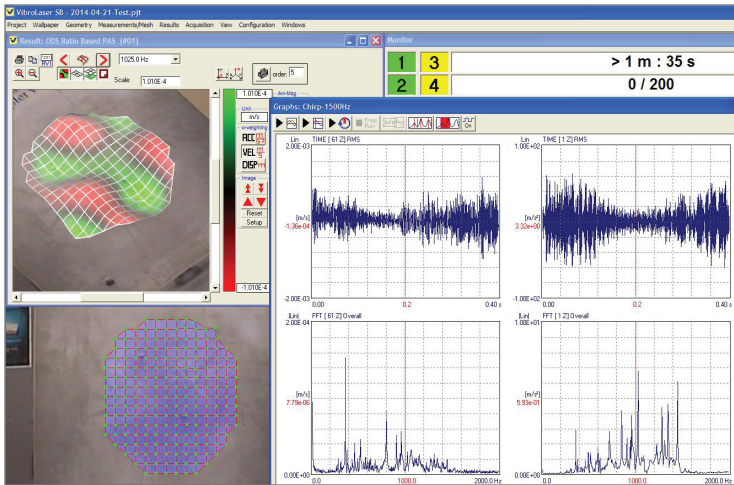 VibroLaser SB - 2014-04-21-Test.pjt
Project Wallpaper Geometry Measurements/Mesh Results Acquisition View Configuration Windows
Result: ODS Ratio Based PAS (#01)
1025.0 Hz
Scale: 1.010E-4
order: 5
1.010E-4
Ani-Mag
Unit
m/s
w-weighting
ACC
VEL
DISP
Image
Reset
Setup
-1.010E-4
Monitor
1 3 > 1 m : 35 s
2 4 0 / 200
Graphs: Chirp-1500Hz
Lin TIME [ 61 Z] RMS
2.00E-03
[m/s]
-1.36e-04
-2.00E-03
0.00 0.2 0.40 s
Lin TIME [ 1 Z] RMS
1.00E+02
[m/s²]
3.32e+00
-1.00E+02
0.00 0.2 0.40 s
|Lin| FFT [ 61 Z] Overall
2.00E-04
[m/s]
7.79e-06
0.00E+00
0.0 1000.0 2000.0 Hz
|Lin| FFT [ 1 Z] Overall
1.00E+01
[m/s²]
5.93e-01
0.00E+00
0.0 1000.0 2000.0 Hz